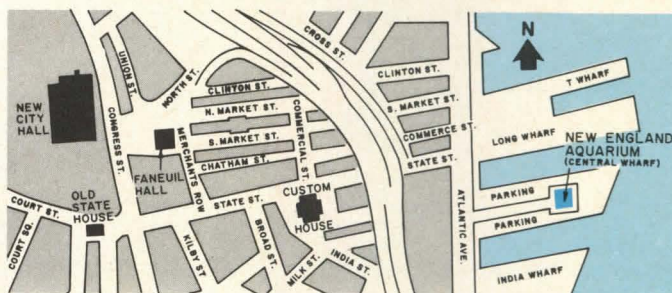 NEW
CITY
HALL
UNION ST.
CONGRESS ST.
NORTH ST.
CLINTON ST.
N. MARKET ST.
S. MARKET ST.
CHATHAM ST.
MERCHANTS ROW
FANEUIL
HALL
COMMERCIAL ST.
CROSS ST.
CLINTON ST.
S. MARKET ST.
COMMERCE ST.
STATE ST.
N
T WHARF
LONG WHARF
NEW ENGLAND
AQUARIUM
(CENTRAL WHARF)
PARKING
PARKING
INDIA WHARF
ATLANTIC AVE.
COURT ST.
COURT SQ.
OLD
STATE
HOUSE
STATE ST.
CUSTOM
HOUSE
KILBY ST
BROAD ST.
MILK ST.
INDIA ST.